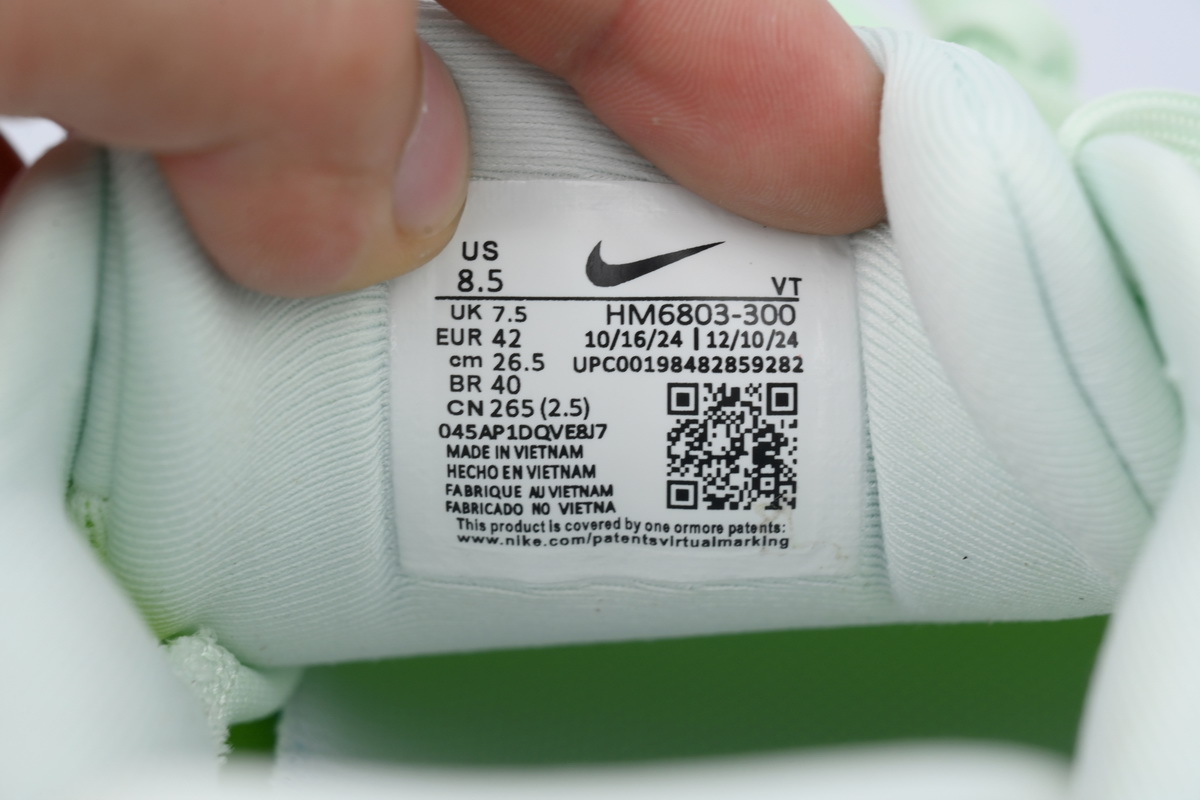 US
8.5
VT
UK 7.5
HM6803-300
EUR 42
10/16/24 | 12/10/24
cm 26.5
UPC00198482859282
BR 40
CN 265 (2.5)
045AP1DQVE8J7
MADE IN VIETNAM
HECHO EN VIETNAM
FABRIQUE AU VIETNAM
FABRICADO NO VIETNA
This product is covered by one ormore patents:
www.nike.com/patentsvirtualmarking